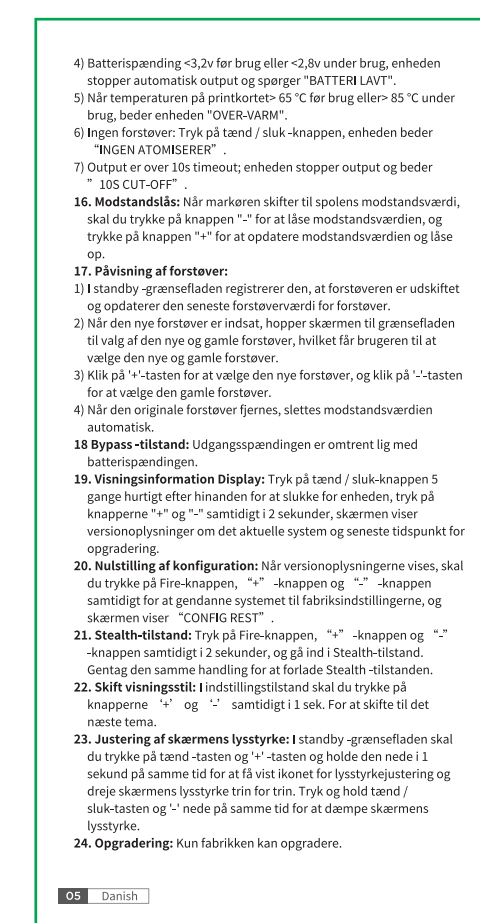 4) Batterispænding <3,2v før brug eller <2,8v under brug, enheden
stopper automatisk output og spørger "BATTERI LAVT".
5) Når temperaturen på printkortet> 65 °C før brug eller> 85 °C under
brug, beder enheden "OVER-VARM".
6) Ingen forstøver: Tryk på tænd / sluk -knappen, enheden beder
“INGEN ATOMISERER”.
7) Output er over 10s timeout; enheden stopper output og beder
”10S CUT-OFF”.
16. Modstandslås: Når markøren skifter til spolens modstandsværdi,
skal du trykke på knappen "-" for at låse modstandsværdien, og
trykke på knappen "+" for at opdatere modstandsværdien og låse
op.
17. Påvisning af forstøver:
1) I standby -grænsefladen registrerer den, at forstøveren er udskiftet
og opdaterer den seneste forstøverværdi for forstøver.
2) Når den nye forstøver er indsat, hopper skærmen til grænsefladen
til valg af den nye og gamle forstøver, hvilket får brugeren til at
vælge den nye og gamle forstøver.
3) Klik på '+'-tasten for at vælge den nye forstøver, og klik på '-'-tasten
for at vælge den gamle forstøver.
4) Når den originale forstøver fjernes, slettes modstandsværdien
automatisk.
18 Bypass -tilstand: Udgangsspændingen er omtrent lig med
batterispændingen.
19. Visningsinformation Display: Tryk på tænd / sluk-knappen 5
gange hurtigt efter hinanden for at slukke for enheden, tryk på
knapperne "+" og "-" samtidigt i 2 sekunder, skærmen viser
versionoplysninger om det aktuelle system og seneste tidspunkt for
opgradering.
20. Nulstilling af konfiguration: Når versionoplysningerne vises, skal
du trykke på Fire-knappen, “+” -knappen og “-” -knappen
samtidigt for at gendanne systemet til fabriksindstillingerne, og
skærmen viser “CONFIG REST”.
21. Stealth-tilstand: Tryk på Fire-knappen, “+” -knappen og “-”
-knappen samtidigt i 2 sekunder, og gå ind i Stealth-tilstand.
Gentag den samme handling for at forlade Stealth -tilstanden.
22. Skift visningsstil: I indstillingstilstand skal du trykke på
knapperne ‘+’ og ‘-’ samtidigt i 1 sek. For at skifte til det
næste tema.
23. Justering af skærmens lysstyrke: I standby -grænsefladen skal
du trykke på tænd -tasten og '+' -tasten og holde den nede i 1
sekund på samme tid for at få vist ikonet for lysstyrkejustering og
dreje skærmens lysstyrke trin for trin. Tryk og hold tænd /
sluk-tasten og '-' nede på samme tid for at dæmpe skærmens
lysstyrke.
24. Opgradering: Kun fabrikken kan opgradere.
05 Danish